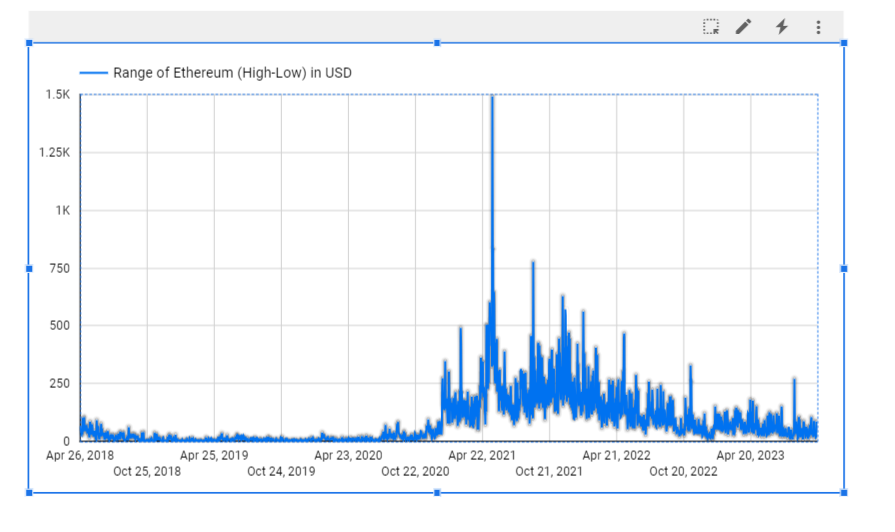 Range of Ethereum (High-Low) in USD
1.5K
1.25K
1K
750
500
250
0
Apr 26, 2018 Apr 25, 2019 Apr 23, 2020 Apr 22, 2021 Apr 21, 2022 Apr 20, 2023
Oct 25, 2018 Oct 24, 2019 Oct 22, 2020 Oct 21, 2021 Oct 20, 2022